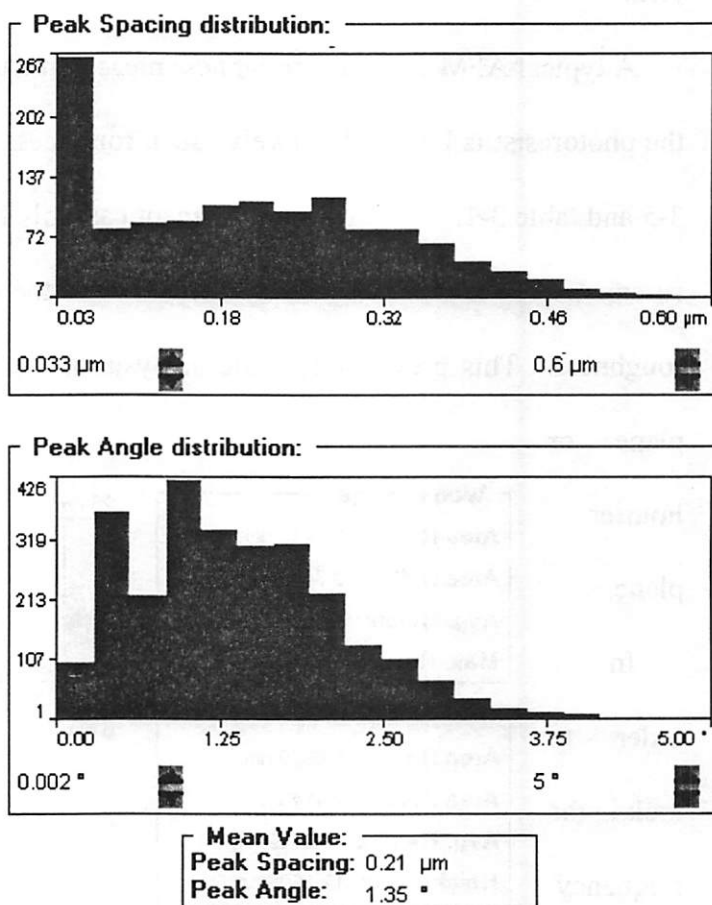 Peak Spacing distribution:
267
202
137
72
7
0.03 0.18 0.32 0.46 0.60 µm
0.033 µm 0.6 µm
Peak Angle distribution:
426
319
213
107
1
0.00 1.25 2.50 3.75 5.00 °
0.002 ° 5 °
Mean Value:
Peak Spacing: 0.21 µm
Peak Angle: 1.35 °